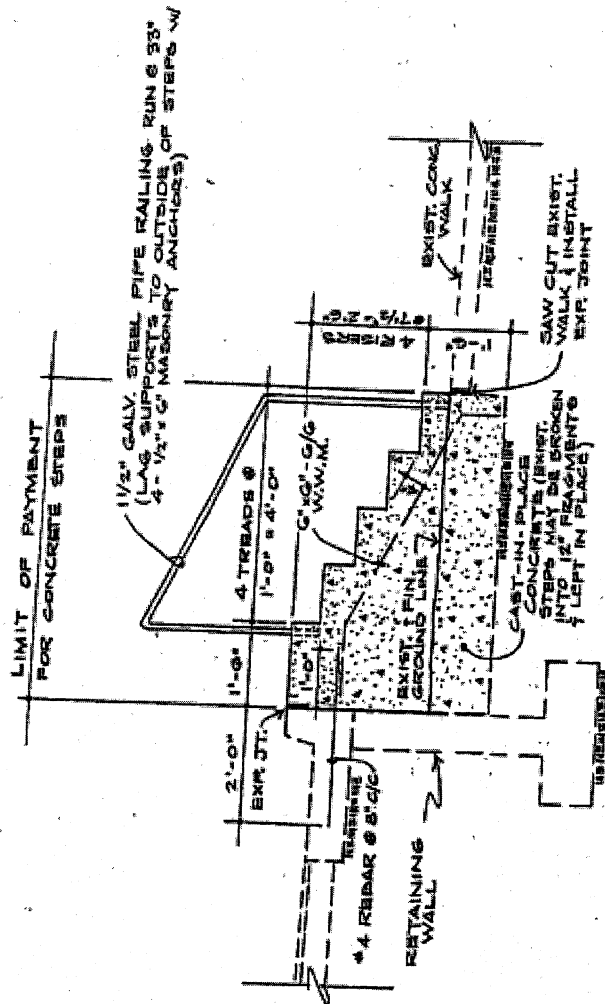 LIMIT OF PAYMENT
FOR CONCRETE STEPS
1 1/2" GALV. STEEL PIPE RAILING RUN @ 33"
(LAG SUPPORTS TO OUTSIDE OF STEPS W/
4 - 1/2" x 6" MASONRY ANCHORS)
2'-0"
1'-0"
4 TREADS @
1'-0" = 4'-0"
EXP. JT.
1'-0"
6" x 6" - 6/6
W.W.M.
4 RISERS
EXIST. CONC.
WALK
1'-6"
EXIST. & FIN.
GROUND LINE
#4 REBAR @ 8" C/C
RETAINING
WALL
CAST-IN-PLACE
CONCRETE (EXIST.
STEPS MAY BE BROKEN
INTO 12" FRAGMENTS
& LEFT IN PLACE)
SAW CUT EXIST.
WALK & INSTALL
EXP. JOINT